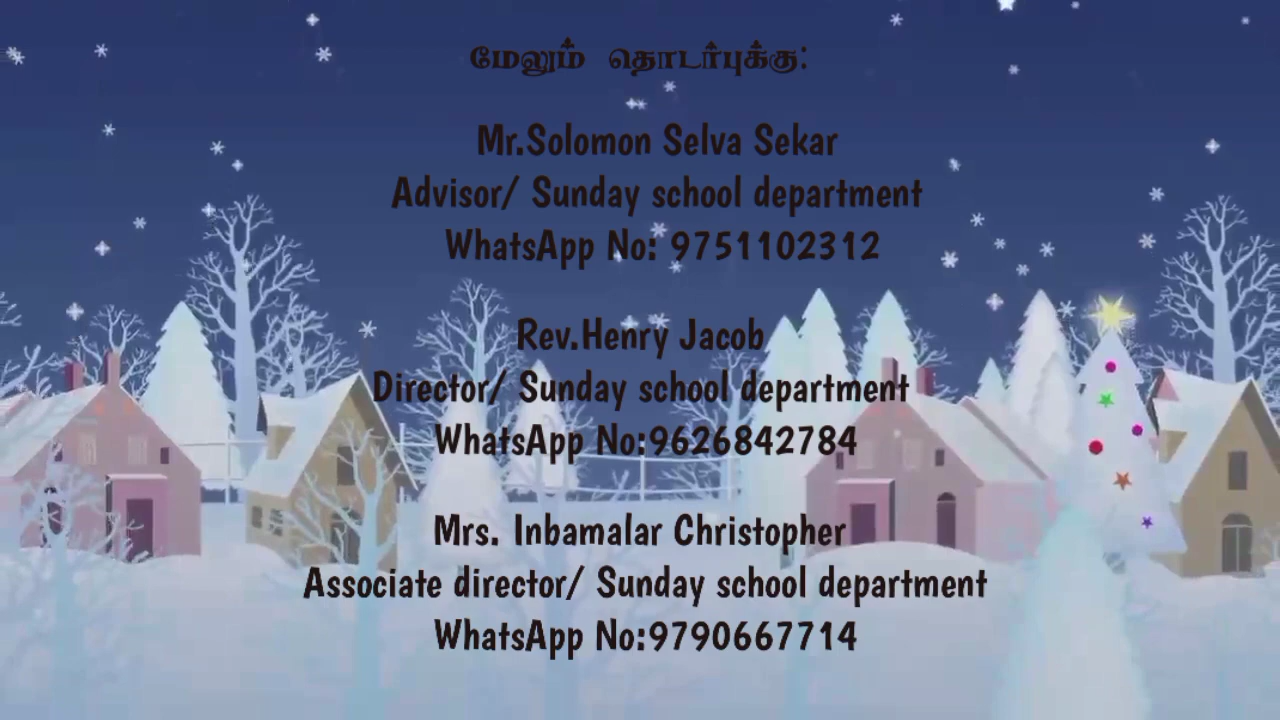 மேலும் தொடர்புக்கு:
Mr.Solomon Selva Sekar
Advisor/ Sunday school department
WhatsApp No: 9751102312
Rev.Henry Jacob
Director/ Sunday school department
WhatsApp No:9626842784
Mrs. Inbamalar Christopher
Associate director/ Sunday school department
WhatsApp No:9790667714